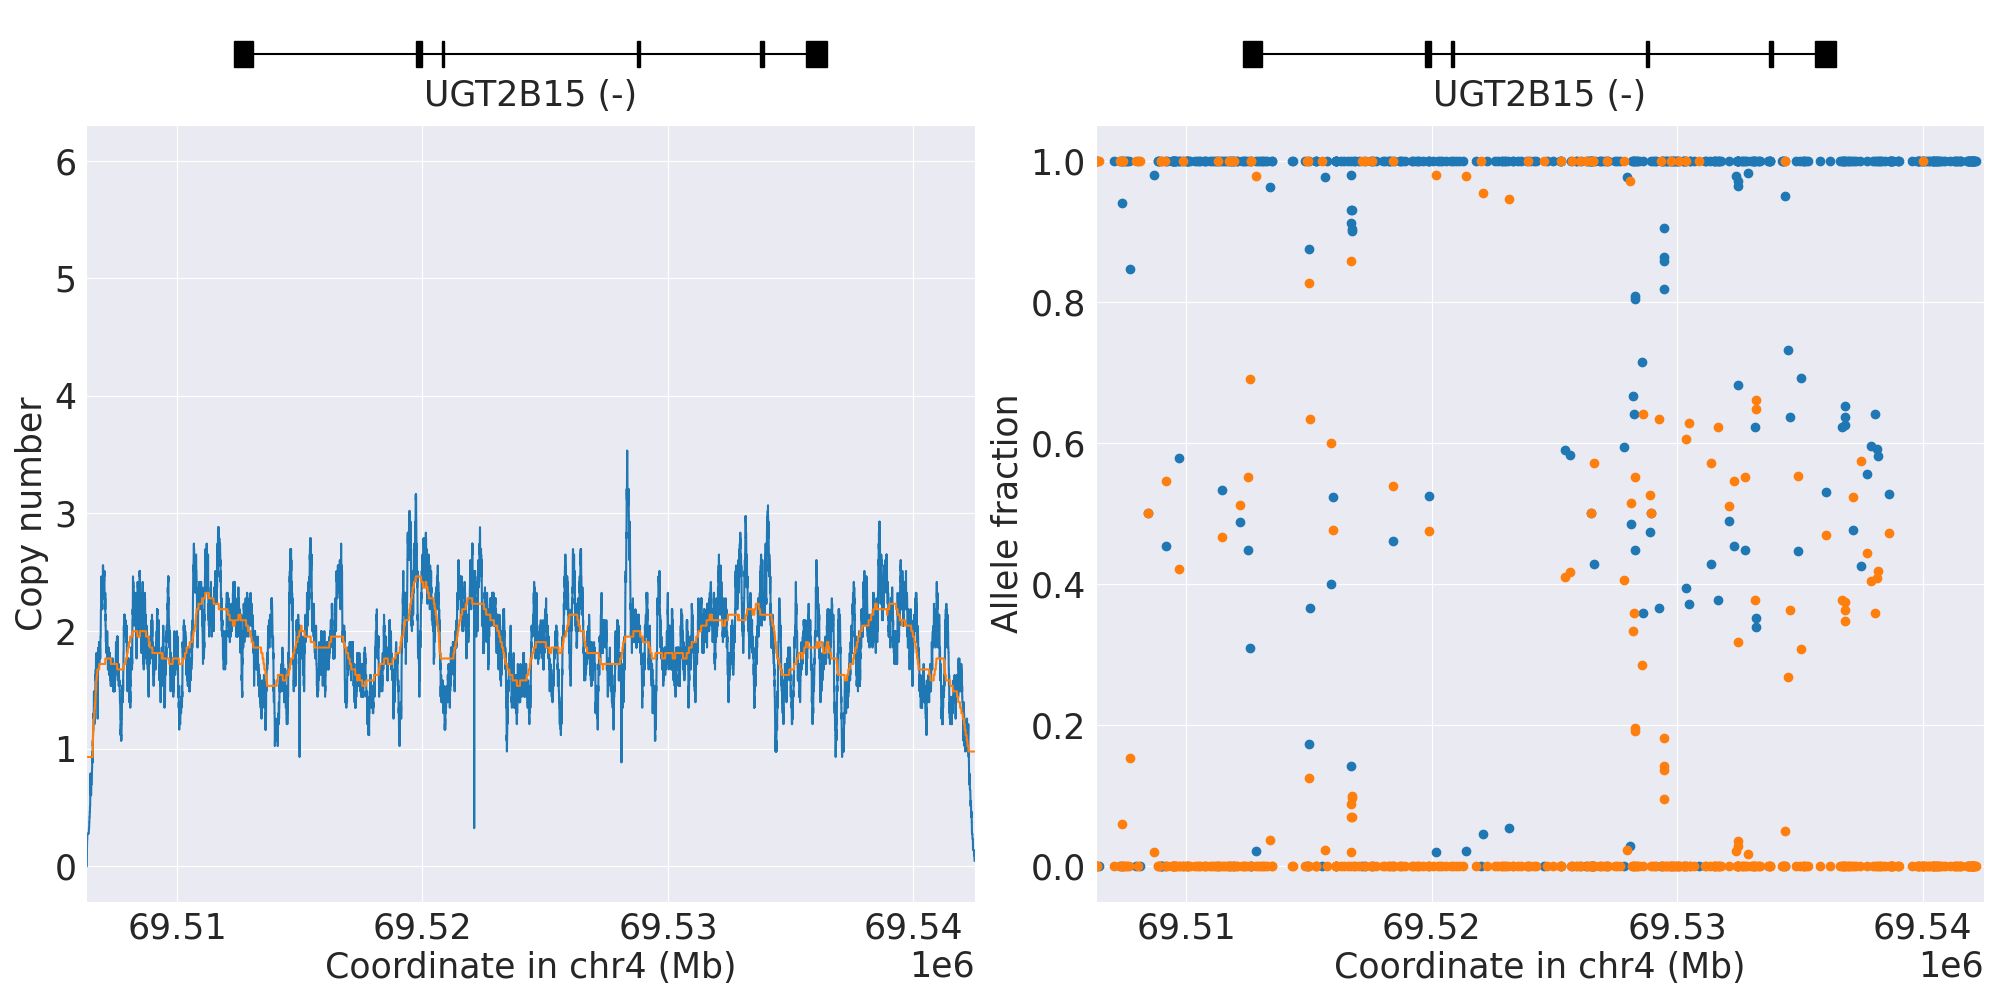 UGT2B15 (-)
6
5
4
3
2
1
0
Copy number
69.51 69.52 69.53 69.54
Coordinate in chr4 (Mb) 1e6
UGT2B15 (-)
1.0
0.8
0.6
0.4
0.2
0.0
Allele fraction
69.51 69.52 69.53 69.54
Coordinate in chr4 (Mb) 1e6